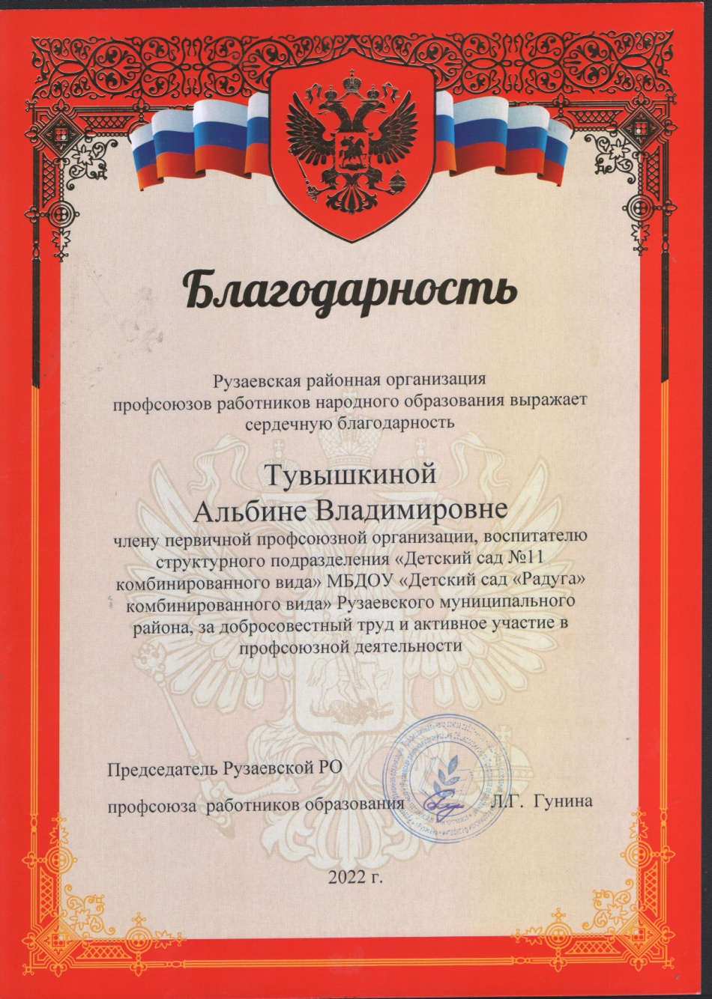 Благодарность
Рузаевская районная организация
профсоюзов работников народного образования выражает
сердечную благодарность
Тувышкиной
Альбине Владимировне
члену первичной профсоюзной организации, воспитателю
структурного подразделения «Детский сад №11
комбинированного вида» МБДОУ «Детский сад «Радуга»
комбинированного вида» Рузаевского муниципального
района, за добросовестный труд и активное участие в
профсоюзной деятельности
Председатель Рузаевской РО
профсоюза работников образования Л.Г. Гунина
2022 г.